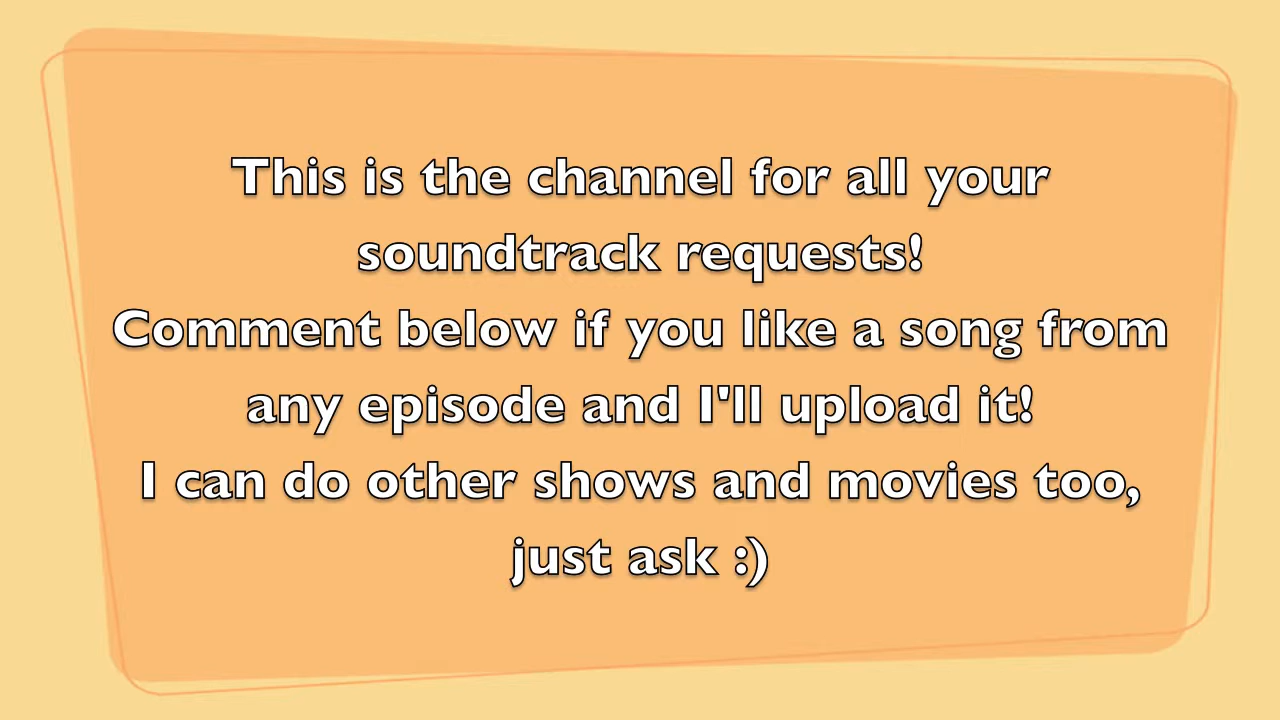 This is the channel for all your
soundtrack requests!
Comment below if you like a song from
any episode and I'll upload it!
I can do other shows and movies too,
just ask :)